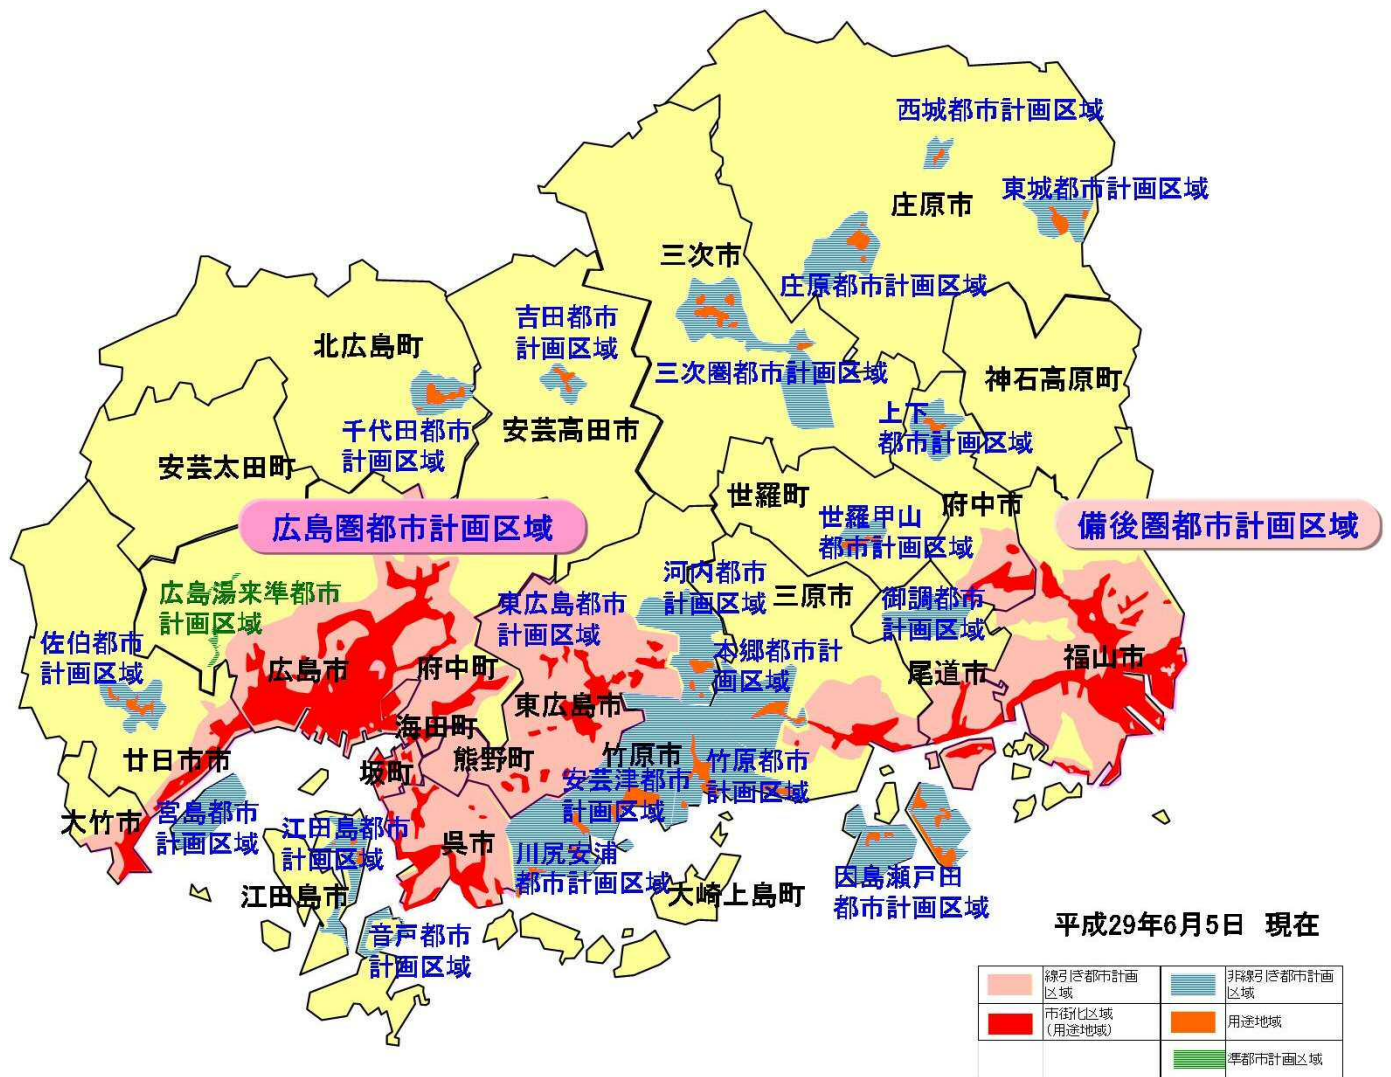 西城都市計画区域
東城都市計画区域
庄原市
三次市
庄原都市計画区域
吉田都市
計画区域
北広島町
三次圏都市計画区域
神石高原町
上下
都市計画区域
千代田都市
計画区域
安芸高田市
安芸太田町
世羅町
府中市
広島圏都市計画区域
備後圏都市計画区域
世羅甲山
都市計画区域
河内都市
計画区域
三原市
広島湯来準都市
計画区域
東広島都市
計画区域
御調都市
計画区域
佐伯都市
計画区域
本郷都市計
画区域
広島市
府中町
尾道市
福山市
東広島市
海田町
廿日市市
坂町
熊野町
竹原市
竹原都市
計画区域
安芸津都市
計画区域
大竹市
宮島都市
計画区域
江田島都市
計画区域
呉市
川尻安浦
都市計画区域
江田島市
大崎上島町
因島瀬戸田
都市計画区域
音戸都市
計画区域
平成29年6月5日 現在
線引き都市計画
区域
非線引き都市計画
区域
市街化区域
(用途地域)
用途地域
準都市計画区域